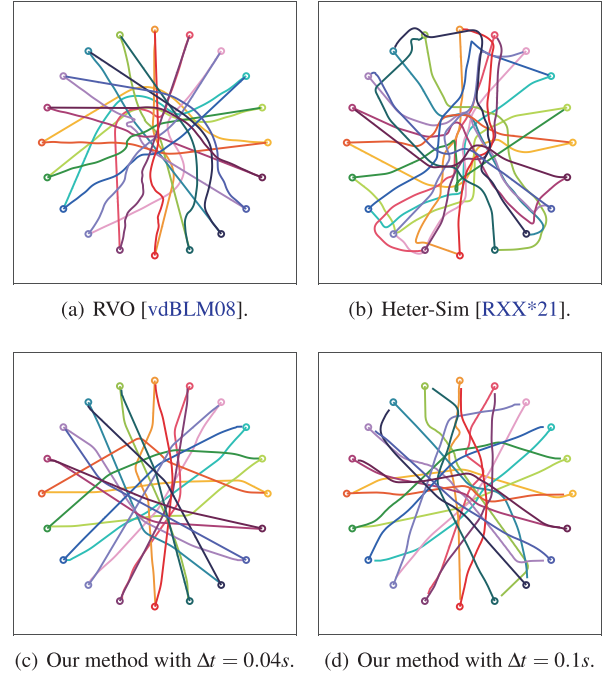 (a) RVO [vdBLM08].
(b) Heter-Sim [RXX*21].
(c) Our method with Δt = 0.04s.
(d) Our method with Δt = 0.1s.